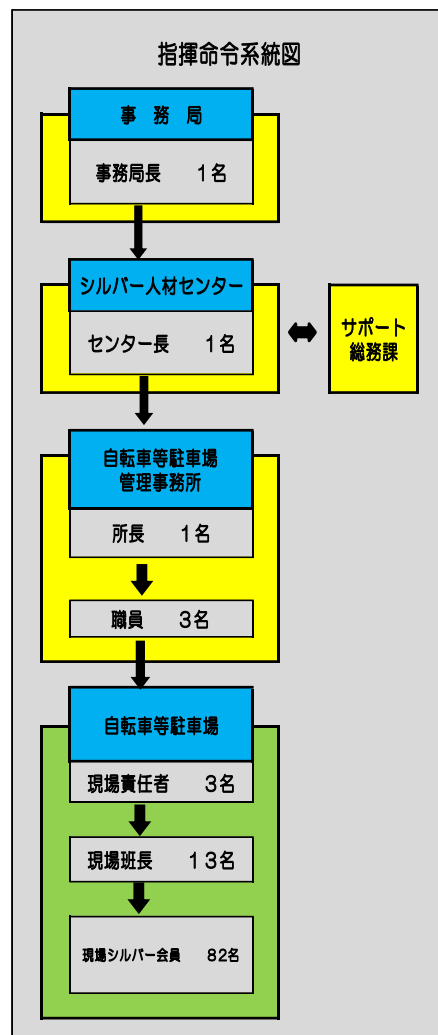 指揮命令系統図
事　務　局
事務局長　　１名
シルバー人材センター
センター長　　１名
サポート
総務課
自転車等駐車場
管理事務所
所長　　１名
職員　　３名
自転車等駐車場
現場責任者　　３名
現場班長　　１３名
現場シルバー会員　　82名